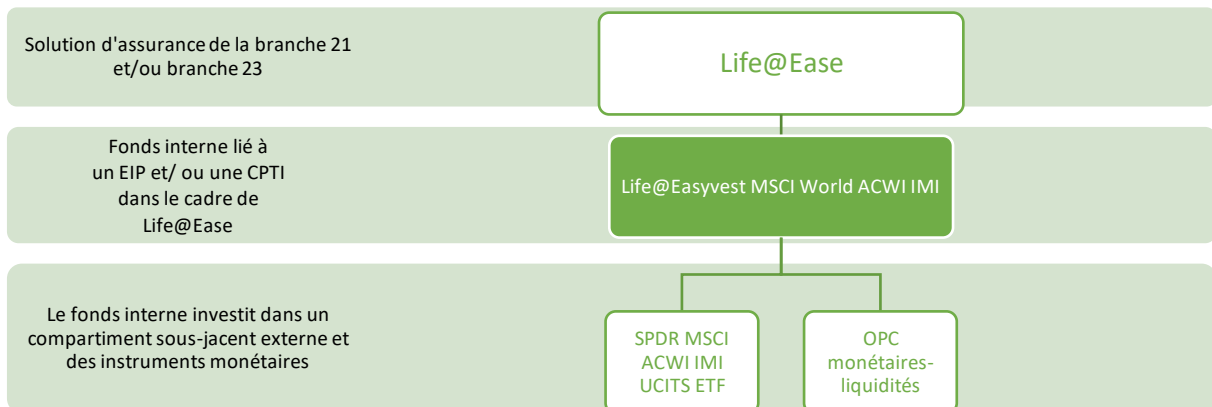 Solution d'assurance de la branche 21
et/ou branche 23
Life@Ease
Fonds interne lié à
un EIP et/ ou une CPTI
dans le cadre de
Life@Ease
Life@Easyvest MSCI World ACWI IMI
Le fonds interne investit dans un
compartiment sous-jacent externe et
des instruments monétaires
SPDR MSCI
ACWI IMI
UCITS ETF
OPC
monétaires-
liquidités